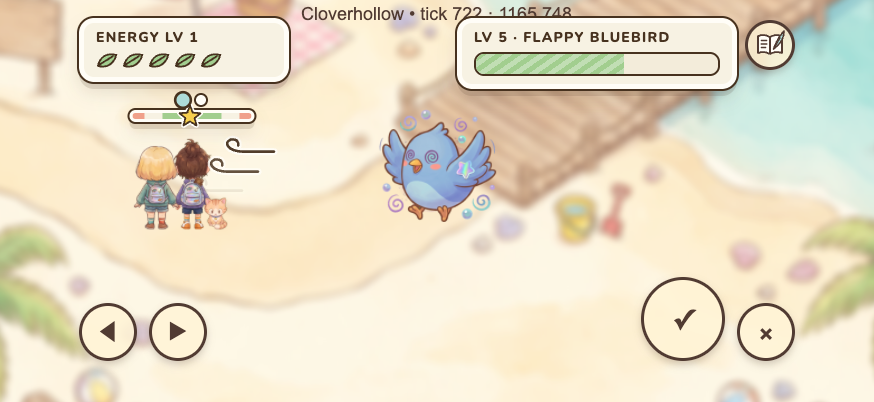 Cloverhollow • tick 722 · 1165,748
ENERGY LV 1
LV 5 · FLAPPY BLUEBIRD